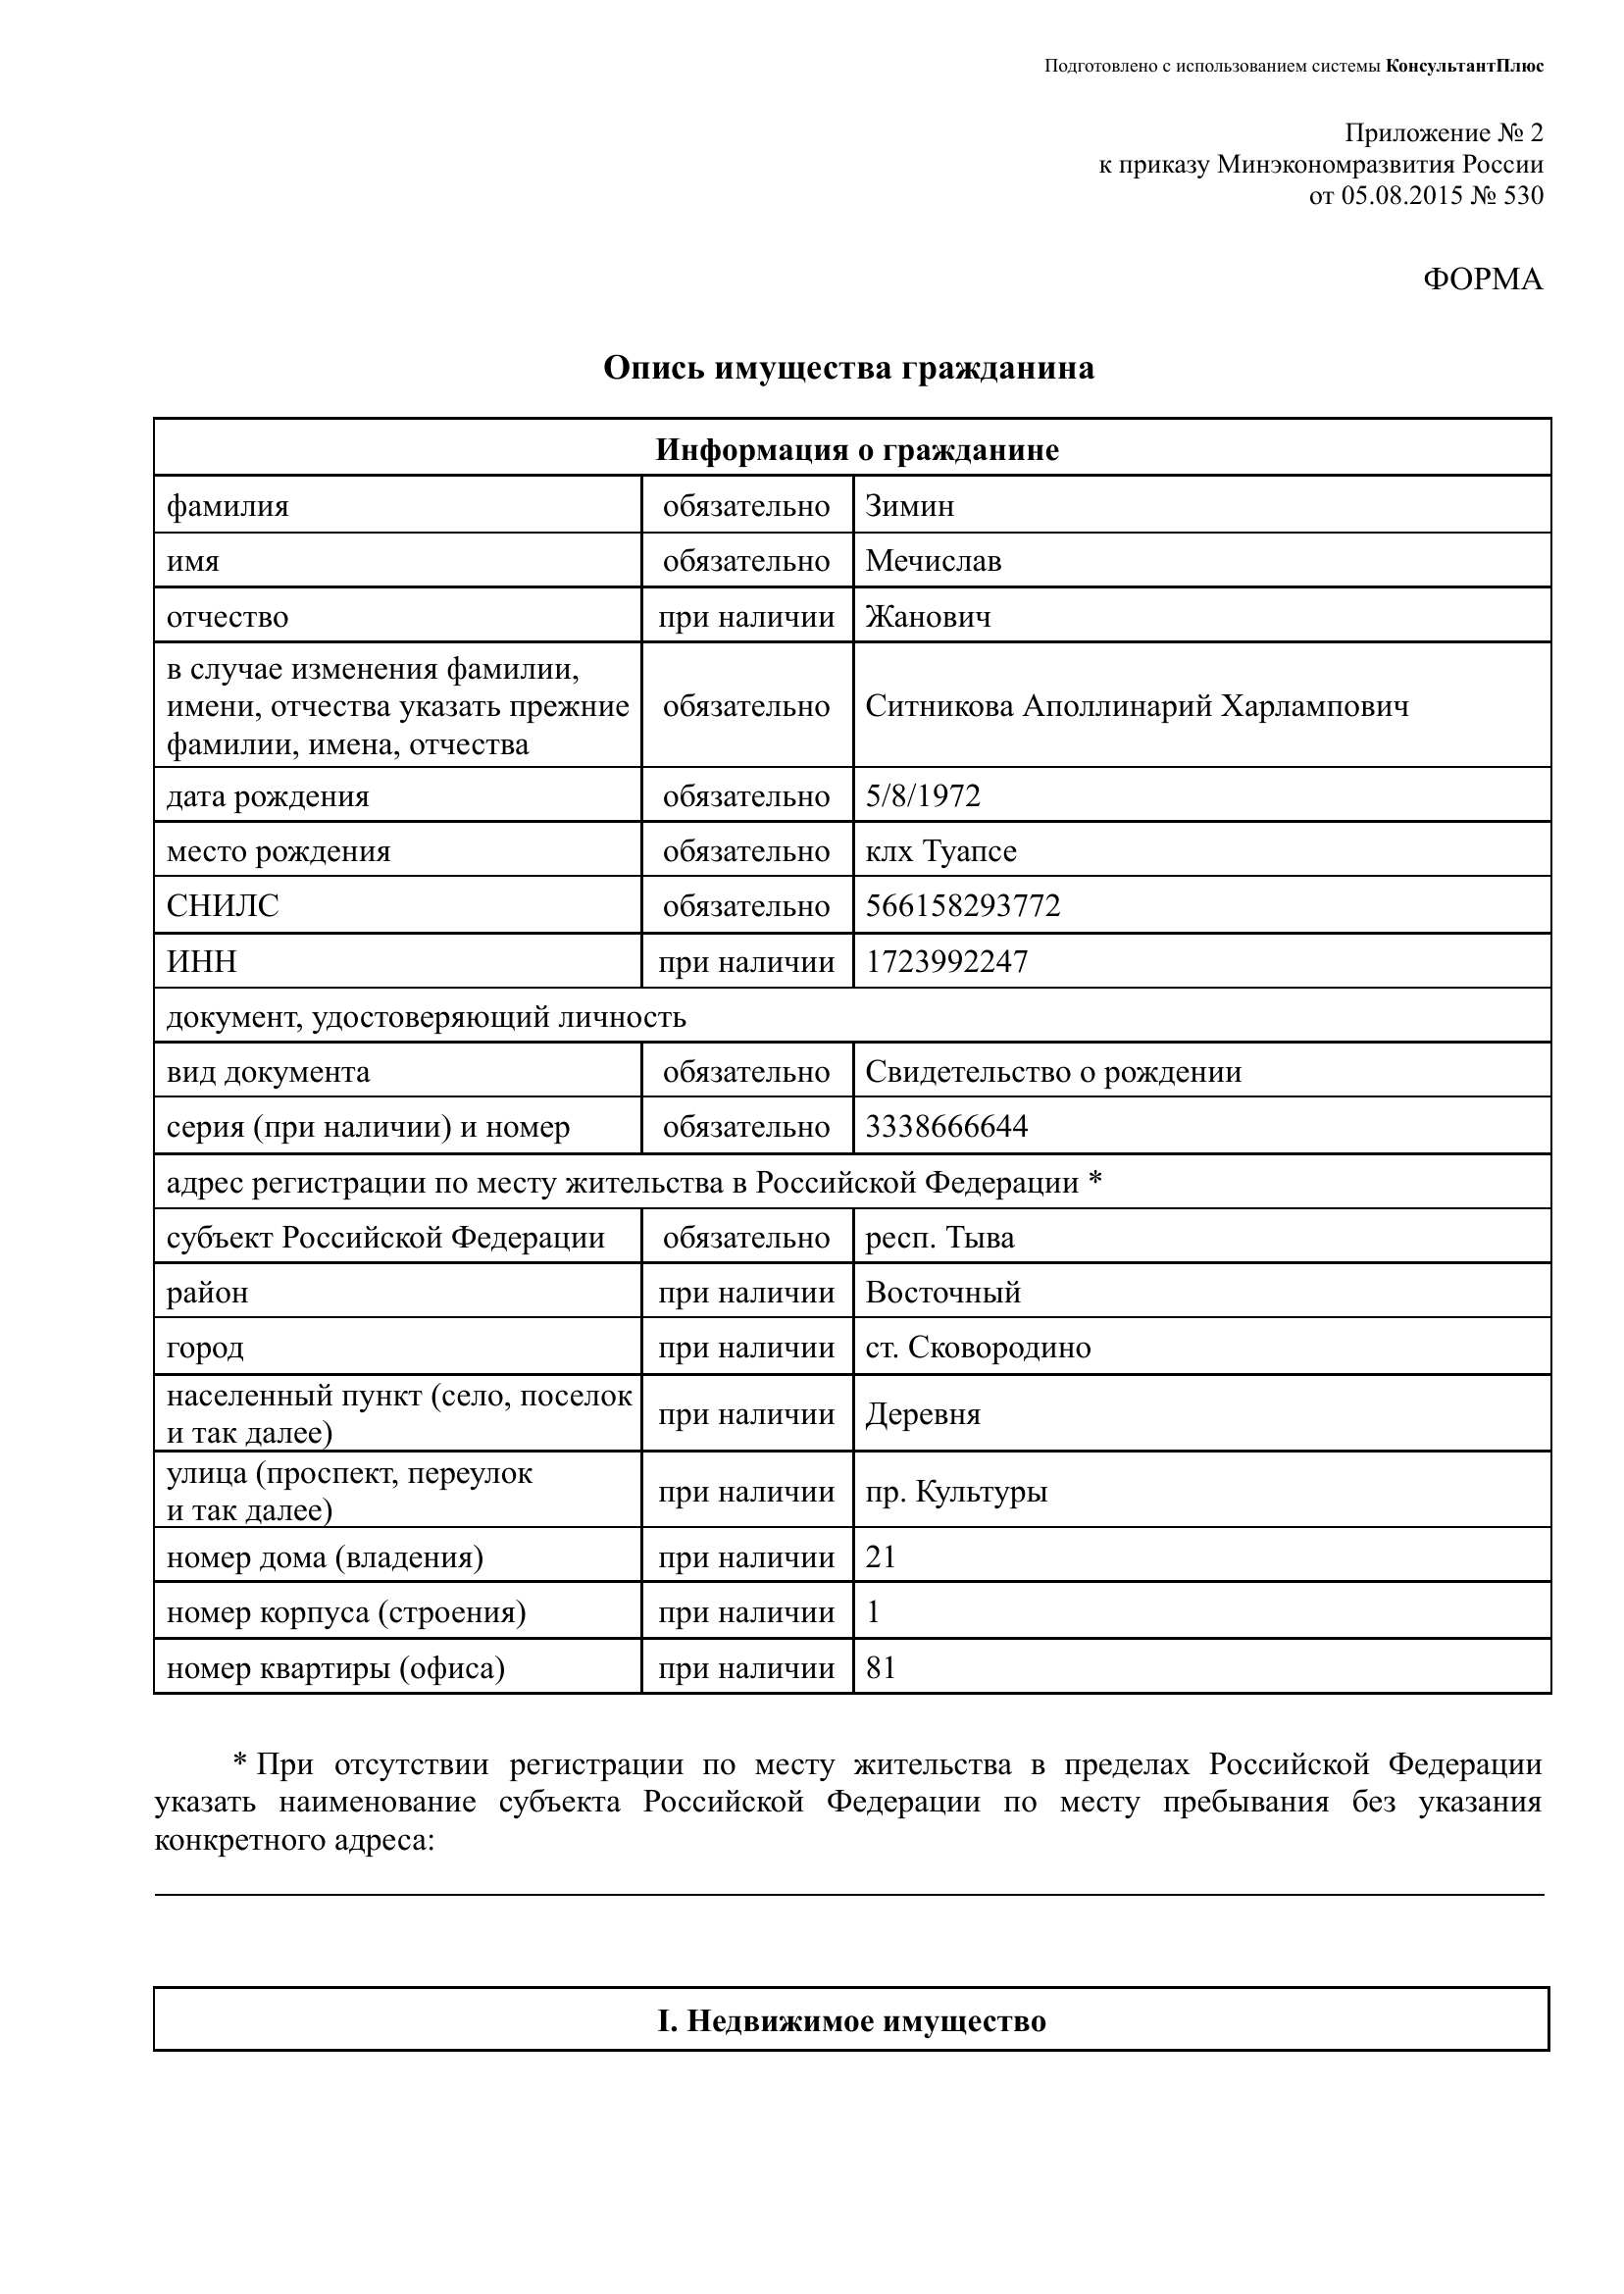 Подготовлено с использованием системы КонсультантПлюс
Приложение № 2
к приказу Минэкономразвития России
от 05.08.2015 № 530
ФОРМА
Опись имущества гражданина
Информация о гражданине
фамилия обязательно Зимин
имя обязательно Мечислав
отчество при наличии Жанович
в случае изменения фамилии,
имени, отчества указать прежние
фамилии, имена, отчества
обязательно Ситникова Аполлинарий Харлампович
дата рождения обязательно 5/8/1972
место рождения обязательно клх Туапсе
СНИЛС обязательно 566158293772
ИНН при наличии 1723992247
документ, удостоверяющий личность
вид документа обязательно Свидетельство о рождении
серия (при наличии) и номер обязательно 3338666644
адрес регистрации по месту жительства в Российской Федерации *
субъект Российской Федерации обязательно респ. Тыва
район при наличии Восточный
город при наличии ст. Сковородино
населенный пункт (село, поселок
и так далее)
при наличии Деревня
улица (проспект, переулок
и так далее)
при наличии пр. Культуры
номер дома (владения) при наличии 21
номер корпуса (строения) при наличии 1
номер квартиры (офиса) при наличии 81
* При отсутствии регистрации по месту жительства в пределах Российской Федерации
указать наименование субъекта Российской Федерации по месту пребывания без указания
конкретного адреса:
I. Недвижимое имущество